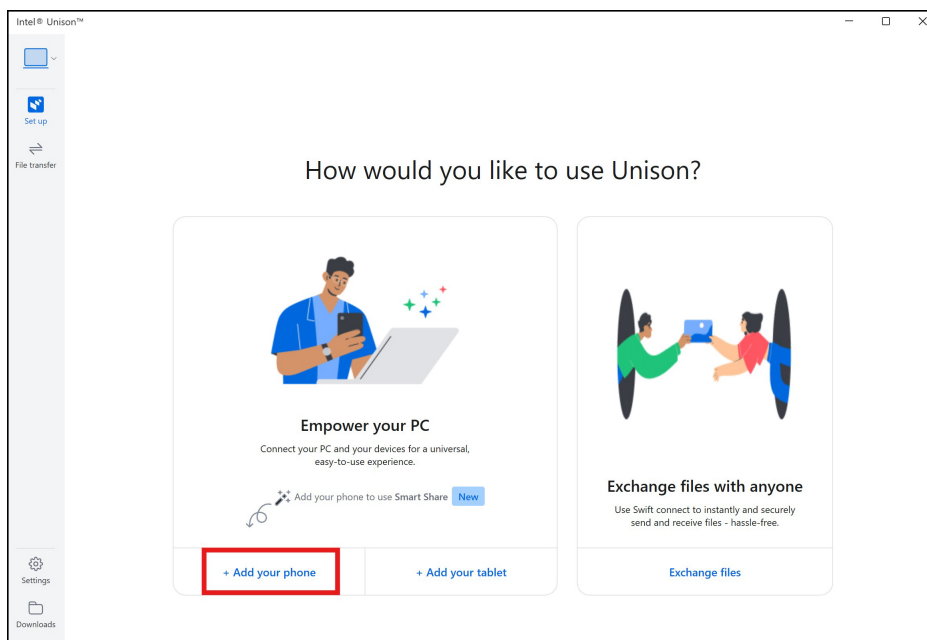 Intel® Unison™
Set up
File transfer
How would you like to use Unison?
Empower your PC
Connect your PC and your devices for a universal,
easy-to-use experience.
Add your phone to use Smart Share New
+ Add your phone
+ Add your tablet
Exchange files with anyone
Use Swift connect to instantly and securely
send and receive files - hassle-free.
Exchange files
Settings
Downloads